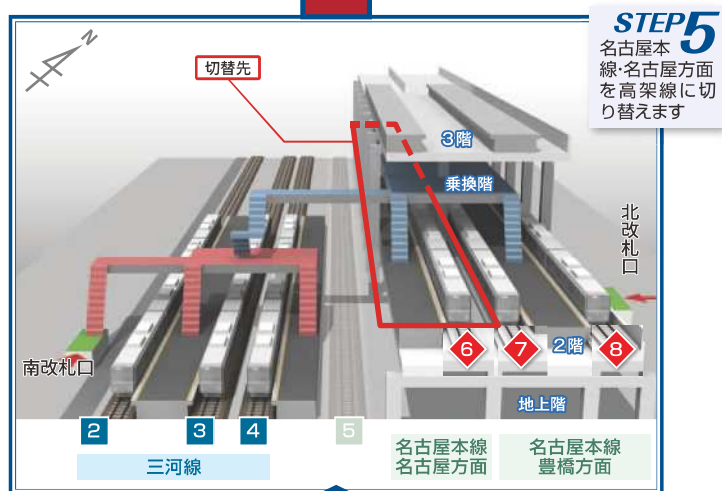 STEP5
名古屋本
線・名古屋方面
を高架線に切
り替えます
N
切替先
3階
乗換階
北改札口
南改札口
6
7
2階
8
地上階
2
3
4
5
三河線
名古屋本線
名古屋方面
名古屋本線
豊橋方面